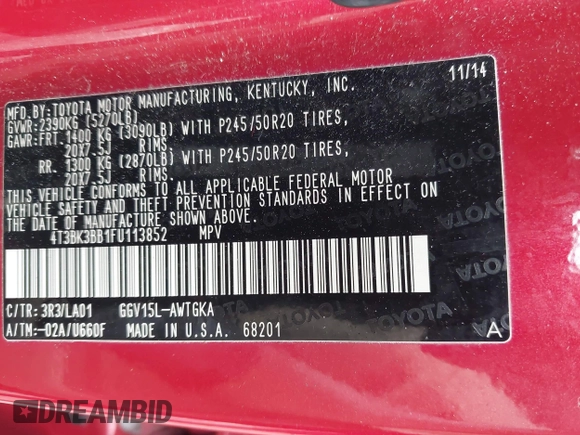 11/14
MFD.BY:TOYOTA MOTOR MANUFACTURING, KENTUCKY, INC.
GVWR:2390KG (5270LB)
GAWR:FRT 1400 KG (3090LB) WITH P245/50R20 TIRES,
20X7.5J RIMS.
RR. 1300 KG (2870LB) WITH P245/50R20 TIRES,
20X7.5J RIMS.
THIS VEHICLE CONFORMS TO ALL APPLICABLE FEDERAL MOTOR
VEHICLE SAFETY AND THEFT PREVENTION STANDARDS IN EFFECT ON
THE DATE OF MANUFACTURE SHOWN ABOVE.
4T3BK3BB1FU113852 MPV
C/TR: 3R3/LA01 GGV15L-AWTGKA
A/TM:-02A/U660F MADE IN U.S.A. 68201 A
TOYOTA
DREAMBID